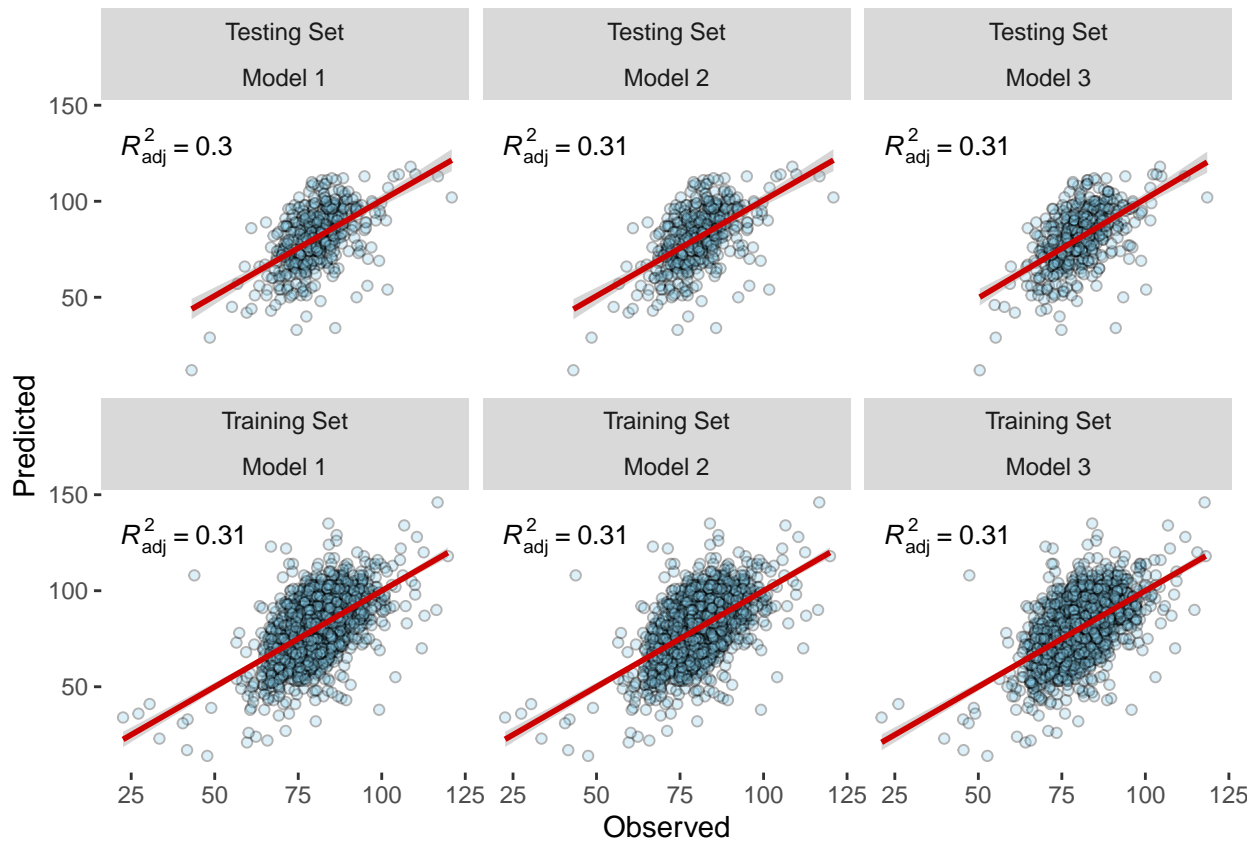 Testing Set
Model 1
Testing Set
Model 2
Testing Set
Model 3
150
100
50
R²adj = 0.3
R²adj = 0.31
R²adj = 0.31
Predicted
Training Set
Model 1
Training Set
Model 2
Training Set
Model 3
150
100
50
R²adj = 0.31
R²adj = 0.31
R²adj = 0.31
25 50 75 100 125 25 50 75 100 125 25 50 75 100 125
Observed